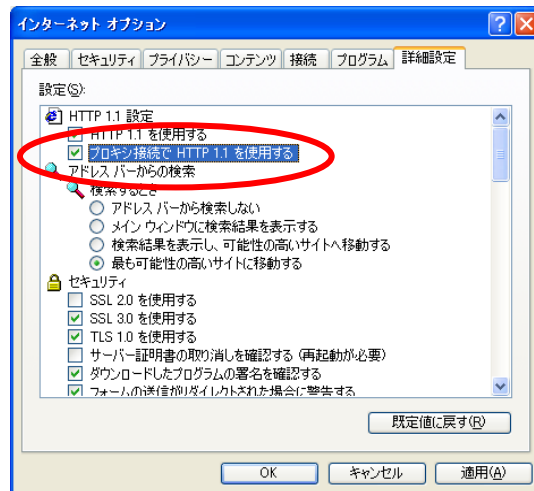 インターネット オプション
全般 セキュリティ プライバシー コンテンツ 接続 プログラム 詳細設定
設定(S):
HTTP 1.1 設定
HTTP 1.1 を使用する
プロキシ接続で HTTP 1.1 を使用する
アドレス バーからの検索
検索するとき
アドレス バーから検索しない
メイン ウィンドウに検索結果を表示する
検索結果を表示し、可能性の高いサイトへ移動する
最も可能性の高いサイトに移動する
セキュリティ
SSL 2.0 を使用する
SSL 3.0 を使用する
TLS 1.0 を使用する
サーバー証明書の取り消しを確認する (再起動が必要)
ダウンロードしたプログラムの署名を確認する
フォームの送信がリダイレクトされた場合に警告する
既定値に戻す(R)
OK キャンセル 適用(A)